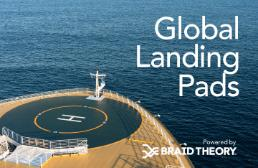 Global
Landing
Pads
H
Powered by
BRAID THEORY